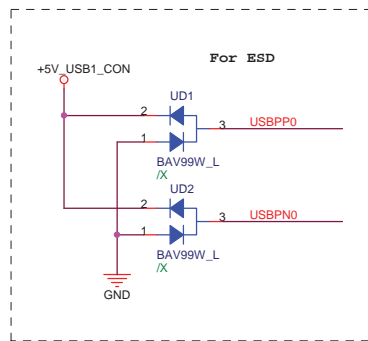 For ESD
+5V_USB1_CON
UD1
2
3
USBPP0
1
BAV99W_L
/X
UD2
2
3
USBPN0
1
BAV99W_L
/X
GND